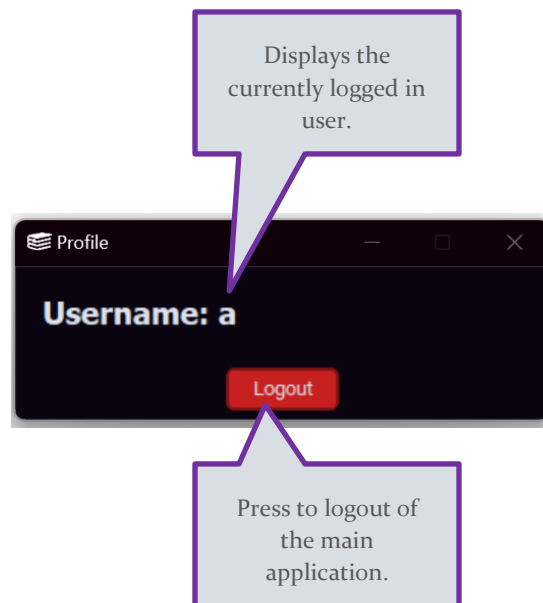 Displays the
currently logged in
user.
Profile
Username: a
Logout
Press to logout of
the main
application.